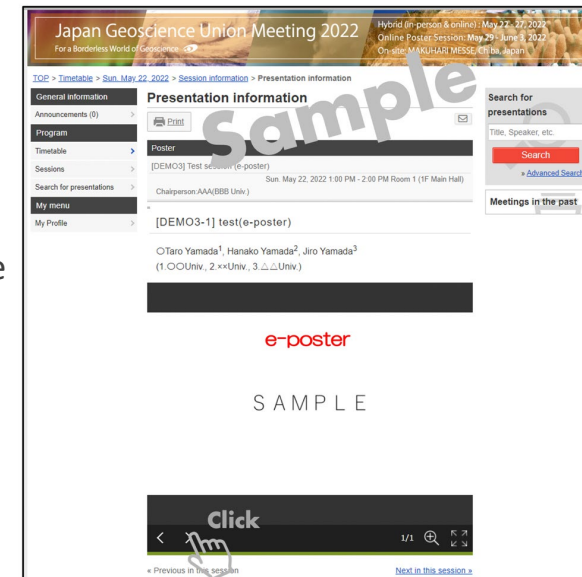 Japan Geoscience Union Meeting 2022
For a Borderless World of Geoscience
Hybrid (in-person & online) : May 22 - 27, 2022
Online Poster Session: May 29 - June 3, 2022
On-site: MAKUHARI MESSE, Chiba, Japan
TOP > Timetable > Sun. May 22, 2022 > Session information > Presentation information
General information
Announcements (0)
Program
Timetable
Sessions
Search for presentations
My menu
My Profile
Presentation information
Print
Sample
Poster
[DEMO3] Test session (e-poster)
Sun. May 22, 2022 1:00 PM - 2:00 PM Room 1 (1F Main Hall)
Chairperson:AAA(BBB Univ.)
[DEMO3-1] test(e-poster)
○Taro Yamada1, Hanako Yamada2, Jiro Yamada3
(1.○○Univ., 2.××Univ., 3.△△Univ.)
e-poster
SAMPLE
Click
1/1
« Previous in this session
Next in this session »
Search for
presentations
Title, Speaker, etc.
Search
» Advanced Search
Meetings in the past
e